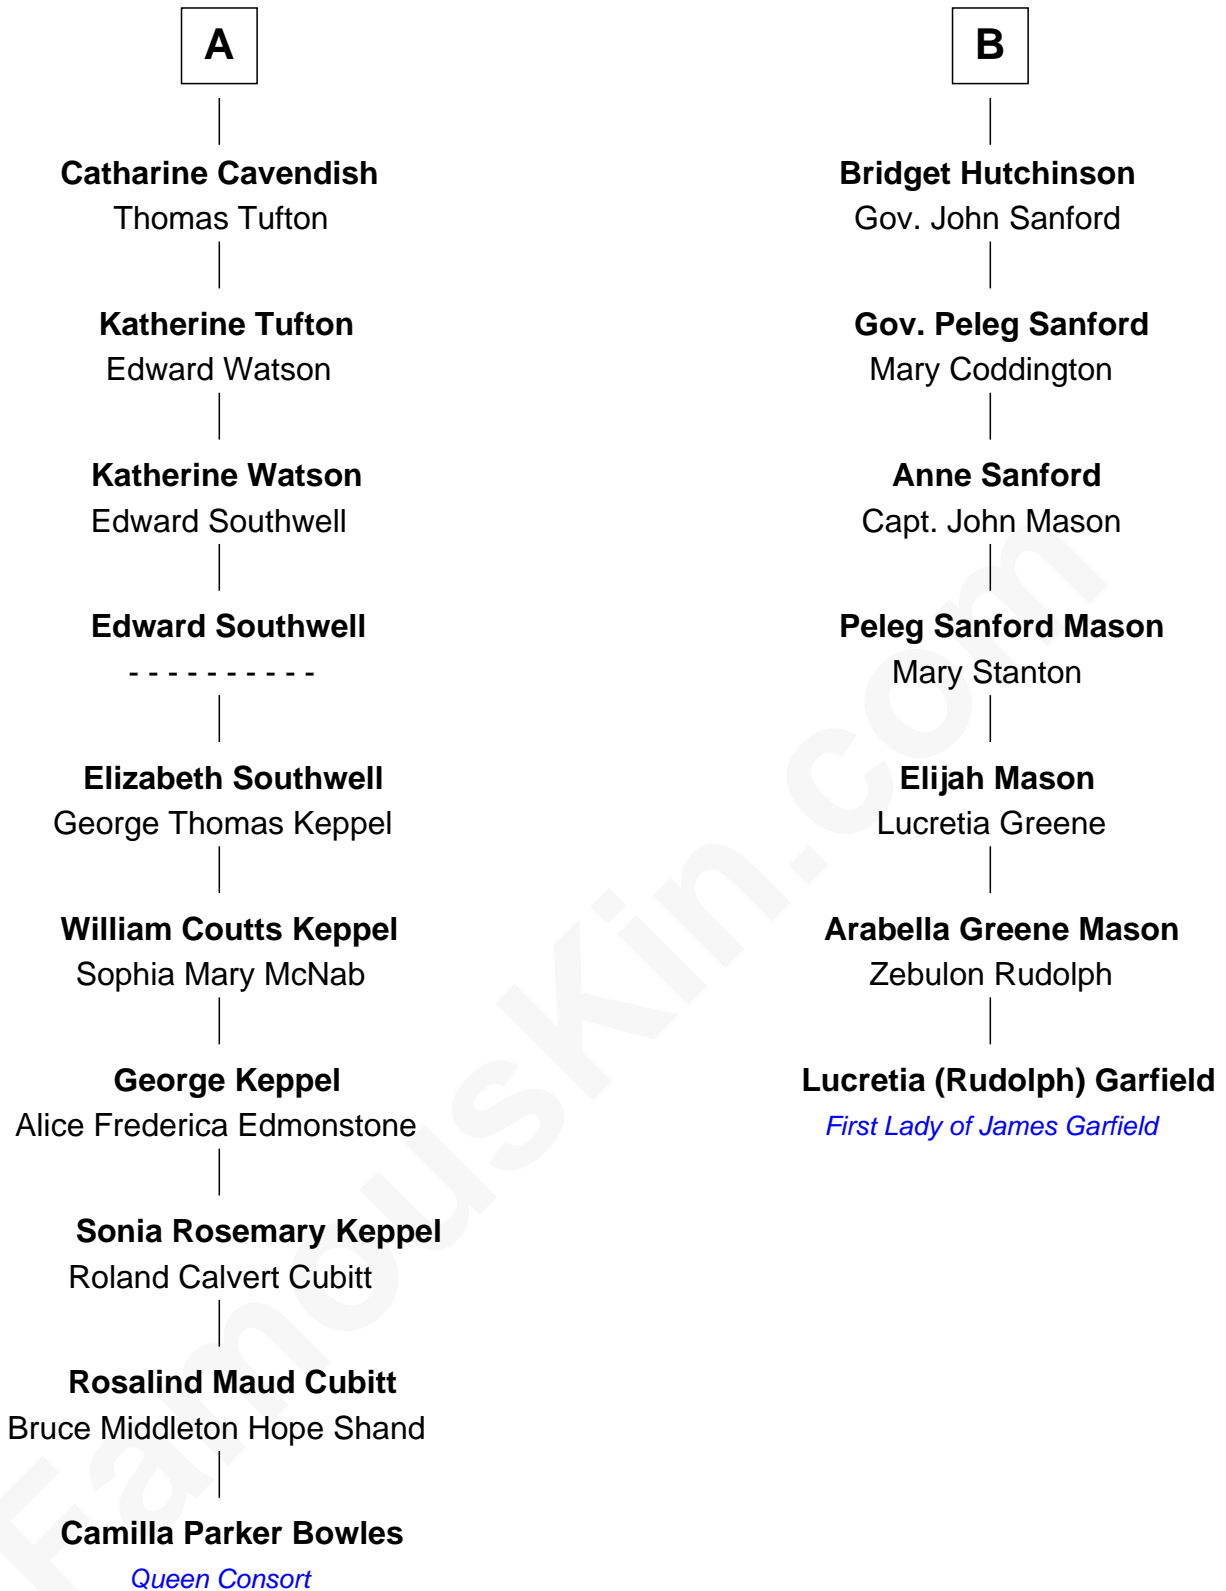 A
Catharine Cavendish
Thomas Tufton
Katherine Tufton
Edward Watson
Katherine Watson
Edward Southwell
Edward Southwell
- - - - - - - - - -
Elizabeth Southwell
George Thomas Keppel
William Coutts Keppel
Sophia Mary McNab
George Keppel
Alice Frederica Edmonstone
Sonia Rosemary Keppel
Roland Calvert Cubitt
Rosalind Maud Cubitt
Bruce Middleton Hope Shand
Camilla Parker Bowles
Queen Consort
B
Bridget Hutchinson
Gov. John Sanford
Gov. Peleg Sanford
Mary Coddington
Anne Sanford
Capt. John Mason
Peleg Sanford Mason
Mary Stanton
Elijah Mason
Lucretia Greene
Arabella Greene Mason
Zebulon Rudolph
Lucretia (Rudolph) Garfield
First Lady of James Garfield
FamousKin.com